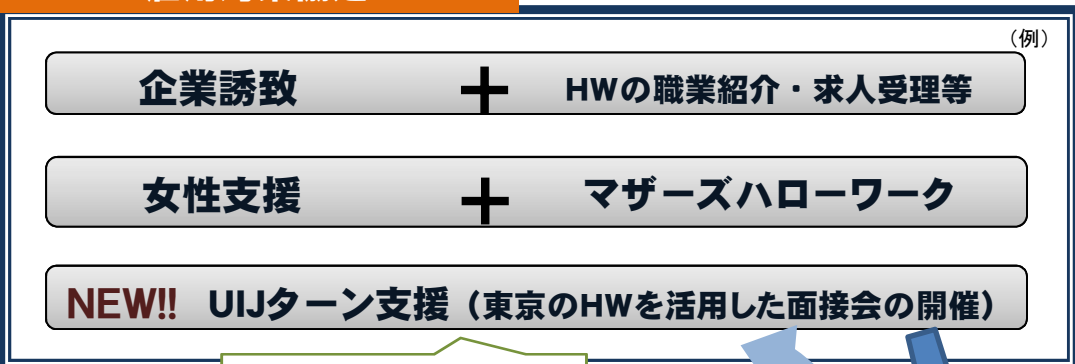 （例）
企業誘致 ＋ HWの職業紹介・求人受理等
女性支援 ＋ マザーズハローワーク
NEW!! UIJターン支援（東京のHWを活用した面接会の開催）